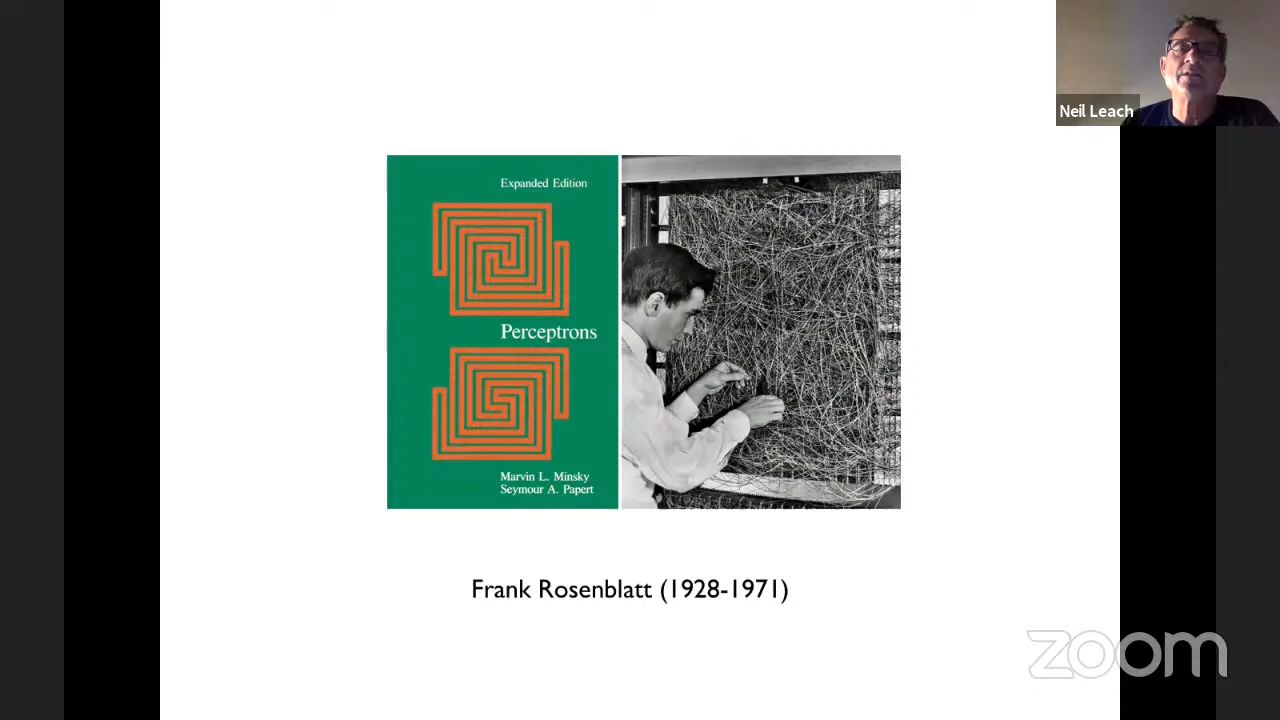 Neil Leach
Expanded Edition
Perceptrons
Marvin L. Minsky
Seymour A. Papert
Frank Rosenblatt (1928-1971)
zoom